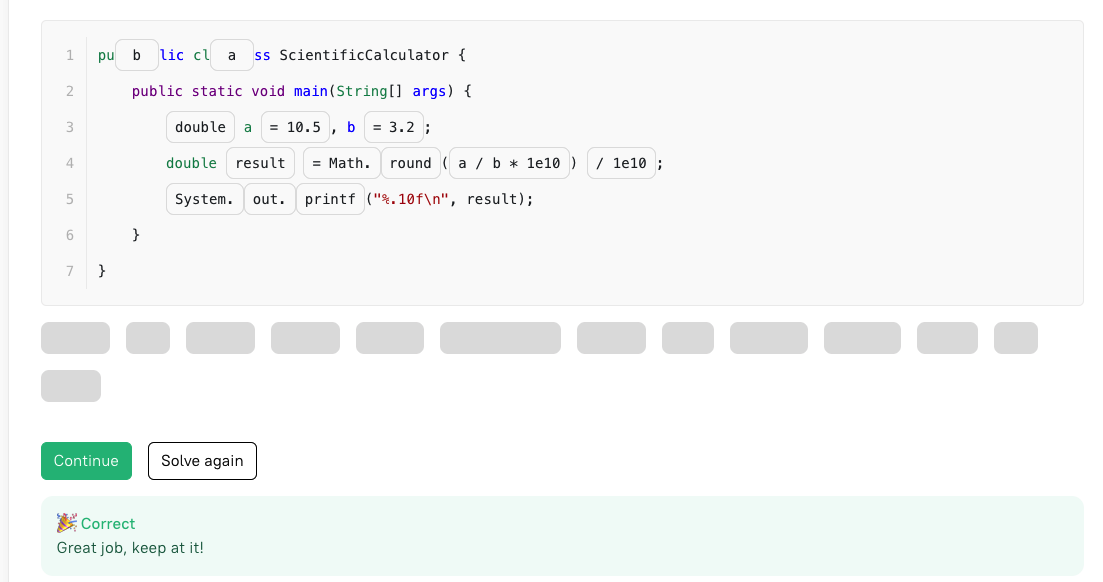 1 pu b lic cl a ss ScientificCalculator {
2 public static void main(String[] args) {
3 double a = 10.5 , b = 3.2 ;
4 double result = Math. round ( a / b * 1e10 ) / 1e10 ;
5 System. out. printf ("%.10f\n", result);
6 }
7 }
Continue Solve again
🎉 Correct
Great job, keep at it!